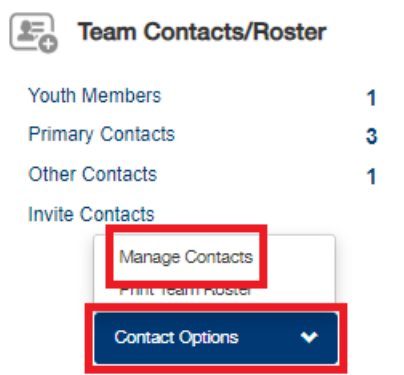 Team Contacts/Roster
Youth Members 1
Primary Contacts 3
Other Contacts 1
Invite Contacts
Manage Contacts
Print Team Roster
Contact Options